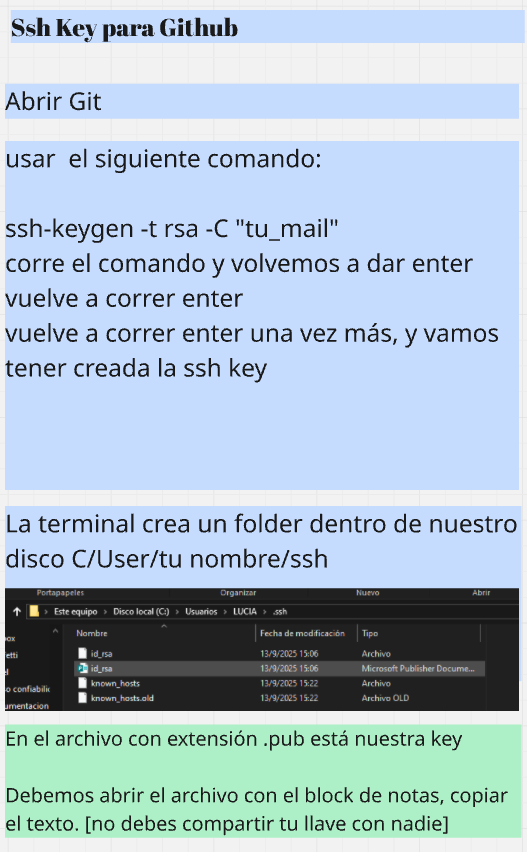 Ssh Key para Github
Abrir Git
usar  el siguiente comando:
ssh-keygen -t rsa -C "tu_mail"
corre el comando y volvemos a dar enter
vuelve a correr enter
vuelve a correr enter una vez más, y vamos
tener creada la ssh key
La terminal crea un folder dentro de nuestro
disco C/User/tu nombre/ssh
Portapapeles Organizar Nuevo Abrir
Este equipo > Disco local (C:) > Usuarios > LUCIA > .ssh
Nombre Fecha de modificación Tipo
id_rsa 13/9/2025 15:06 Archivo
id_rsa 13/9/2025 15:06 Microsoft Publisher Docume...
known_hosts 13/9/2025 15:22 Archivo
known_hosts.old 13/9/2025 15:22 Archivo OLD
En el archivo con extensión .pub está nuestra key
Debemos abrir el archivo con el block de notas, copiar
el texto. [no debes compartir tu llave con nadie]